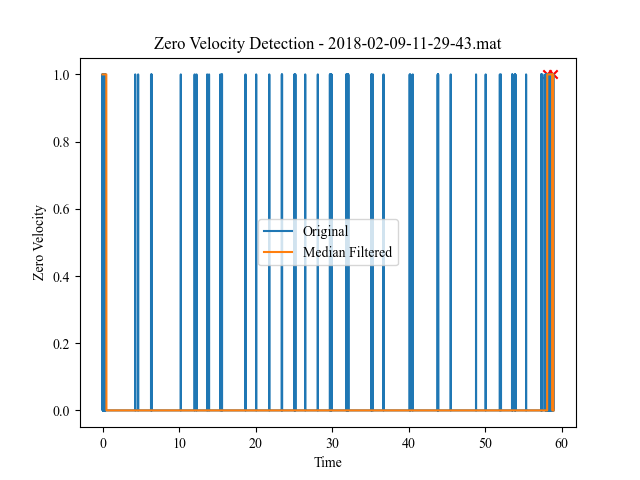 Zero Velocity Detection - 2018-02-09-11-29-43.mat
1.0
0.8
0.6
0.4
0.2
0.0
Zero Velocity
Original
Median Filtered
0 10 20 30 40 50 60
Time